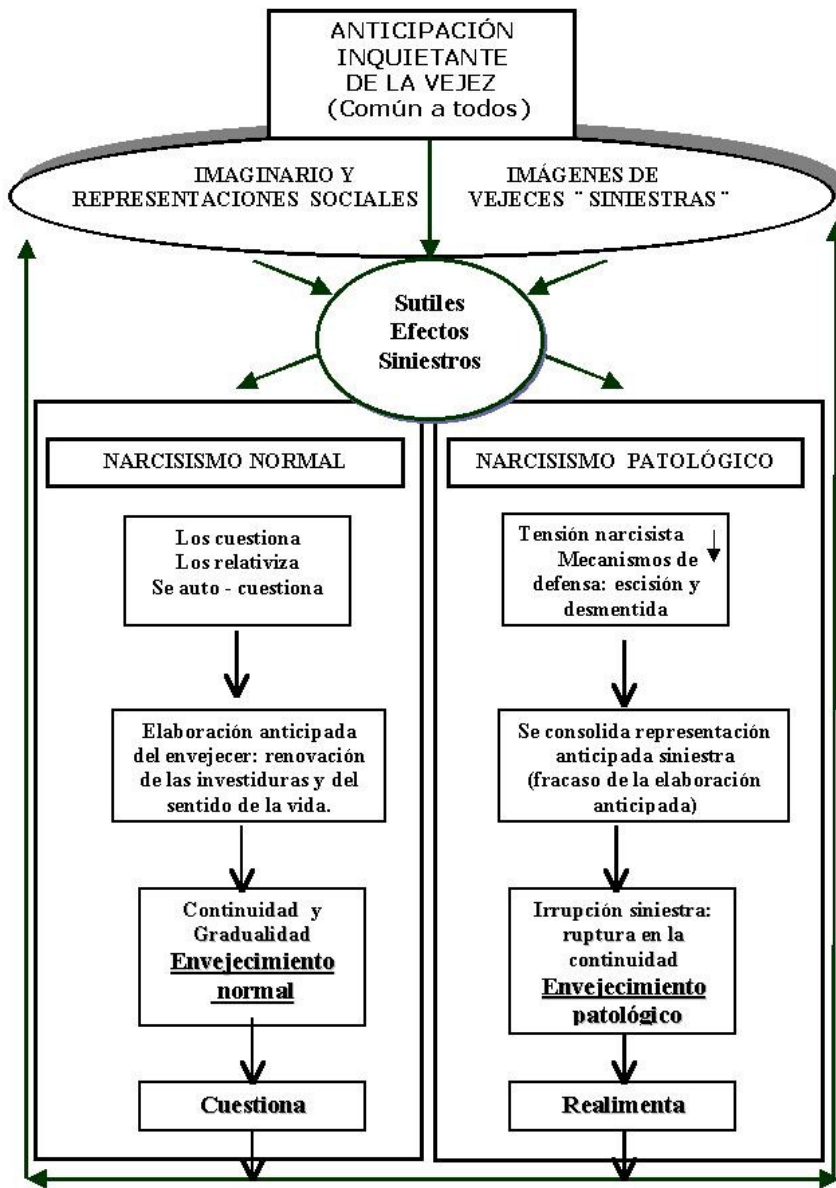 ANTICIPACIÓN
INQUIETANTE
DE LA VEJEZ
(Común a todos)
IMAGINARIO Y
REPRESENTACIONES SOCIALES
IMÁGENES DE
VEJECES ¨ SINIESTRAS¨
Sutiles
Efectos
Siniestros
NARCISISMO NORMAL
Los cuestiona
Los relativiza
Se auto - cuestiona
Elaboración anticipada
del envejecer: renovación
de las investiduras y del
sentido de la vida.
Continuidad y
Gradualidad
Envejecimiento
normal
Cuestiona
NARCISISMO PATOLÓGICO
Tensión narcisista
Mecanismos de
defensa: escisión y
desmentida
Se consolida representación
anticipada siniestra
(fracaso de la elaboración
anticipada)
Irrupción siniestra:
ruptura en la
continuidad
Envejecimiento
patológico
Realimenta